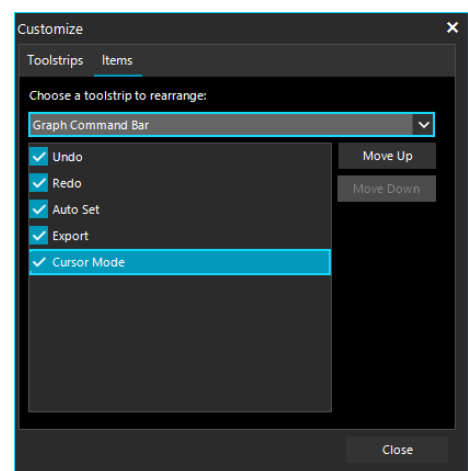 Customize
Toolstrips Items
Choose a toolstrip to rearrange:
Graph Command Bar
Undo
Move Up
Redo
Move Down
Auto Set
Export
Cursor Mode
Close